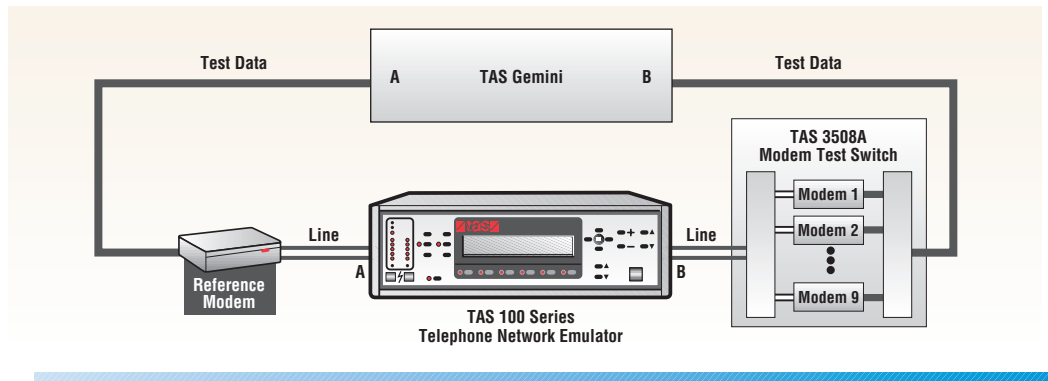 Test Data
Test Data
A
TAS Gemini
B
TAS 3508A
Modem Test Switch
Modem 1
Modem 2
Modem 9
Line
Line
A
B
tas
Reference
Modem
TAS 100 Series
Telephone Network Emulator